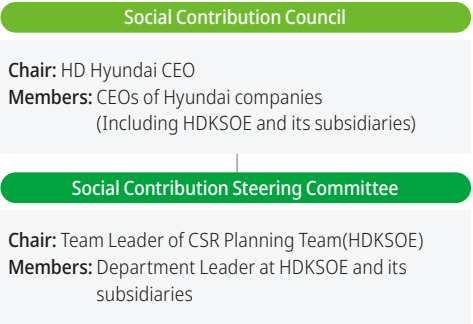 Social Contribution Council
Chair: HD Hyundai CEO
Members: CEOs of Hyundai companies
(Including HDKSOE and its subsidiaries)
Social Contribution Steering Committee
Chair: Team Leader of CSR Planning Team(HDKSOE)
Members: Department Leader at HDKSOE and its
subsidiaries